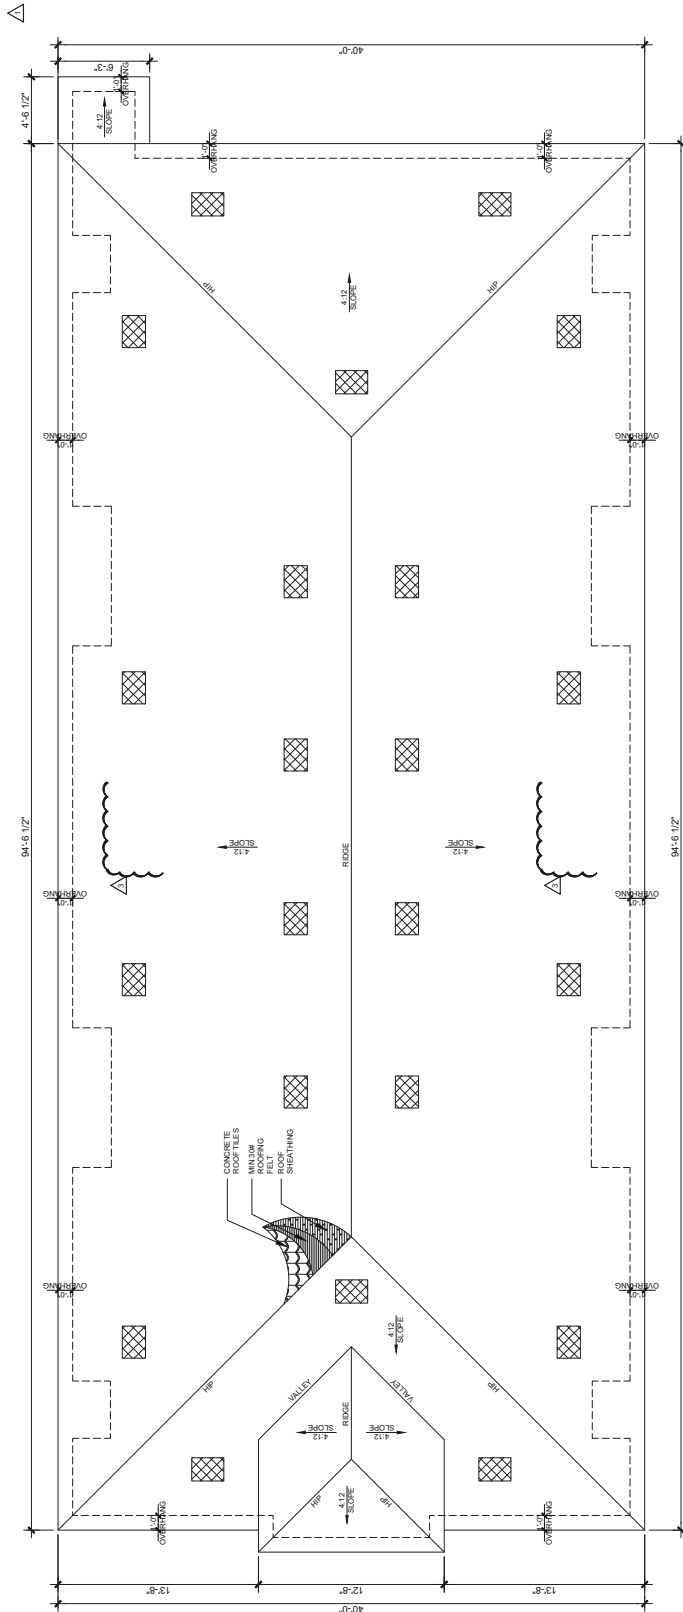 1
40'-0"
6'-3"
4'-6 1/2"
1'-0"
OVERHANG
4:12
SLOPE
1'-0"
OVERHANG
1'-0"
OVERHANG
HIP
HIP
4:12
SLOPE
1'-0"
OVERHANG
1'-0"
OVERHANG
94'-6 1/2"
94'-6 1/2"
3
3
4:12
SLOPE
RIDGE
4:12
SLOPE
1'-0"
OVERHANG
1'-0"
OVERHANG
CONCRETE
ROOF TILES
MIN 30#
ROOFING
FELT
ROOF
SHEATHING
1'-0"
OVERHANG
1'-0"
OVERHANG
4:12
SLOPE
HIP
HIP
VALLEY
VALLEY
4:12
SLOPE
RIDGE
4:12
SLOPE
HIP
4:12
SLOPE
HIP
1'-0"
OVERHANG
1'-0"
OVERHANG
13'-8"
12'-8"
13'-8"
40'-0"